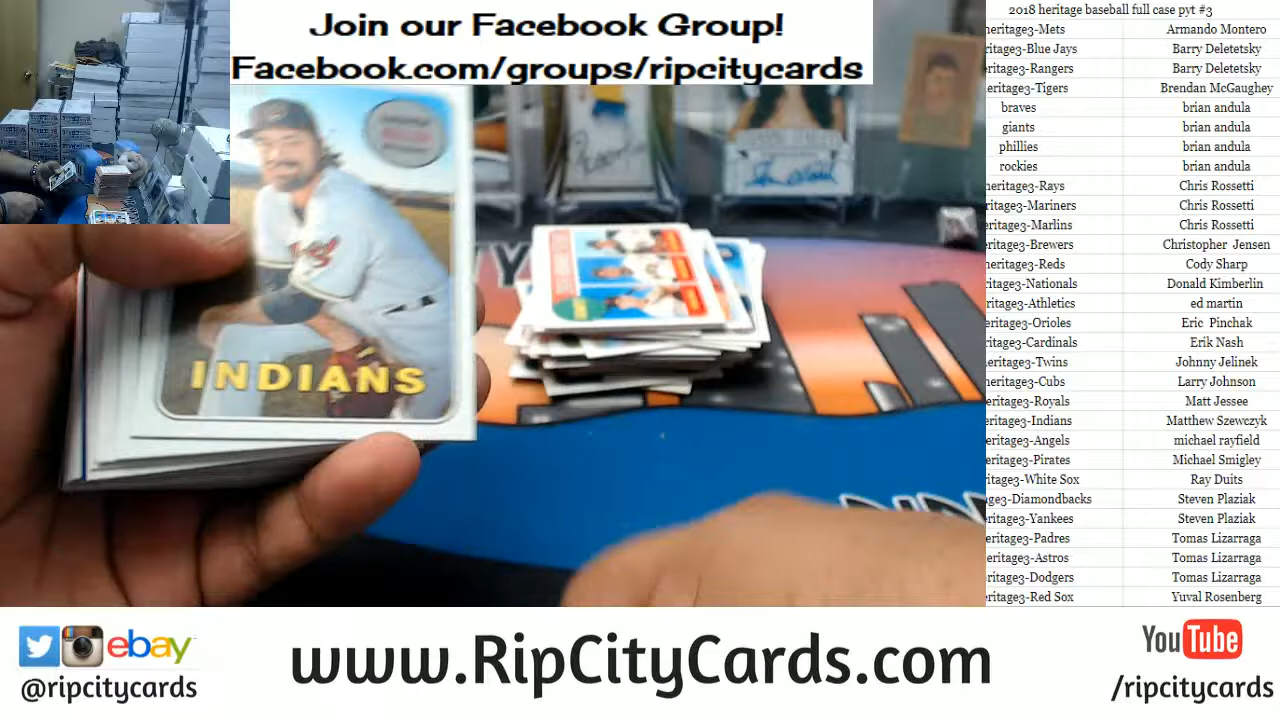 Join our Facebook Group!
Facebook.com/groups/ripcitycards
INDIANS
2018 heritage baseball full case pyt #3
heritage3-Mets Armando Montero
ritage3-Blue Jays Barry Deletetsky
eritage3-Rangers Barry Deletetsky
eritage3-Tigers Brendan McGaughey
braves brian andula
giants brian andula
phillies brian andula
rockies brian andula
heritage3-Rays Chris Rossetti
eritage3-Mariners Chris Rossetti
eritage3-Marlins Chris Rossetti
eritage3-Brewers Christopher Jensen
heritage3-Reds Cody Sharp
ritage3-Nationals Donald Kimberlin
ritage3-Athletics ed martin
eritage3-Orioles Eric Pinchak
ritage3-Cardinals Erik Nash
eritage3-Twins Johnny Jelinek
heritage3-Cubs Larry Johnson
eritage3-Royals Matt Jessee
eritage3-Indians Matthew Szewczyk
eritage3-Angels michael rayfield
eritage3-Pirates Michael Smigley
ritage3-White Sox Ray Duits
age3-Diamondbacks Steven Plaziak
eritage3-Yankees Steven Plaziak
eritage3-Padres Tomas Lizarraga
eritage3-Astros Tomas Lizarraga
eritage3-Dodgers Tomas Lizarraga
eritage3-Red Sox Yuval Rosenberg
ebay
@ripcitycards
www.RipCityCards.com
YouTube
/ripcitycards